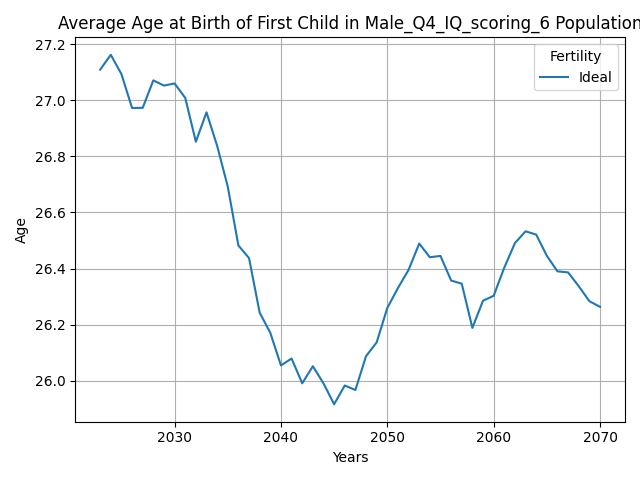 Average Age at Birth of First Child in Male_Q4_IQ_scoring_6 Population
27.2
27.0
26.8
26.6
26.4
26.2
26.0
Age
Fertility
Ideal
2030 2040 2050 2060 2070
Years